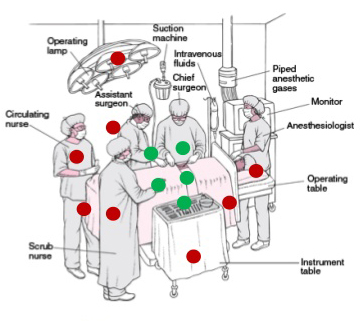 Suction
machine
Operating
lamp
Intravenous
fluids
Piped
anesthetic
gases
Assistant
surgeon
Chief
surgeon
Monitor
Circulating
nurse
Anesthesiologist
Operating
table
Scrub
nurse
Instrument
table